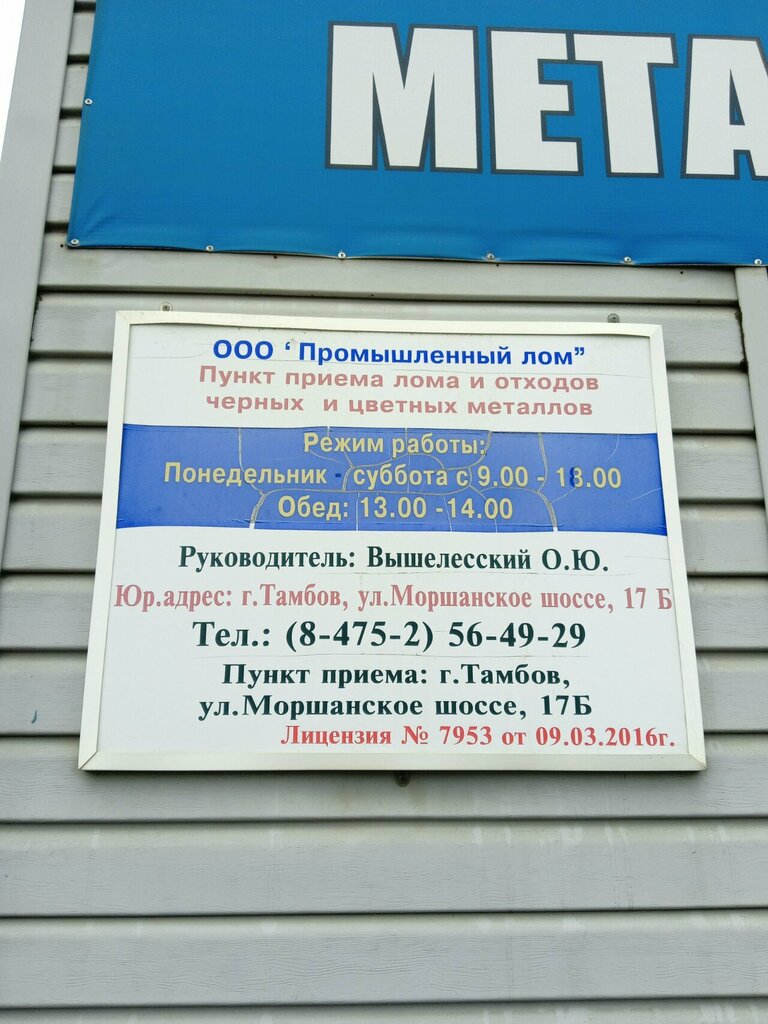 МЕТА
ООО "Промышленный лом"
Пункт приема лома и отходов
черных и цветных металлов
Режим работы:
Понедельник - суббота с 9.00 - 18.00
Обед: 13.00 -14.00
Руководитель: Вышелесский О.Ю.
Юр.адрес: г.Тамбов, ул.Моршанское шоссе, 17 Б
Тел.: (8-475-2) 56-49-29
Пункт приема: г.Тамбов,
ул.Моршанское шоссе, 17Б
Лицензия № 7953 от 09.03.2016г.